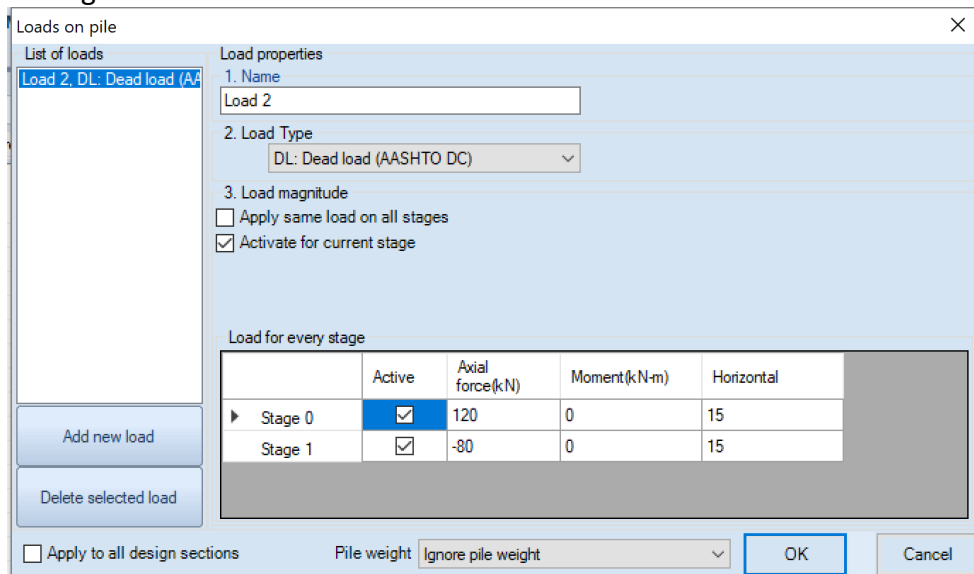 Loads on pile
List of loads
Load 2, DL: Dead load (AA
Add new load
Delete selected load
Load properties
1. Name
Load 2
2. Load Type
DL: Dead load (AASHTO DC)
3. Load magnitude
Apply same load on all stages
Activate for current stage
Load for every stage
Active Axial force(kN) Moment(kN-m) Horizontal
Stage 0 120 0 15
Stage 1 -80 0 15
Apply to all design sections Pile weight Ignore pile weight OK Cancel